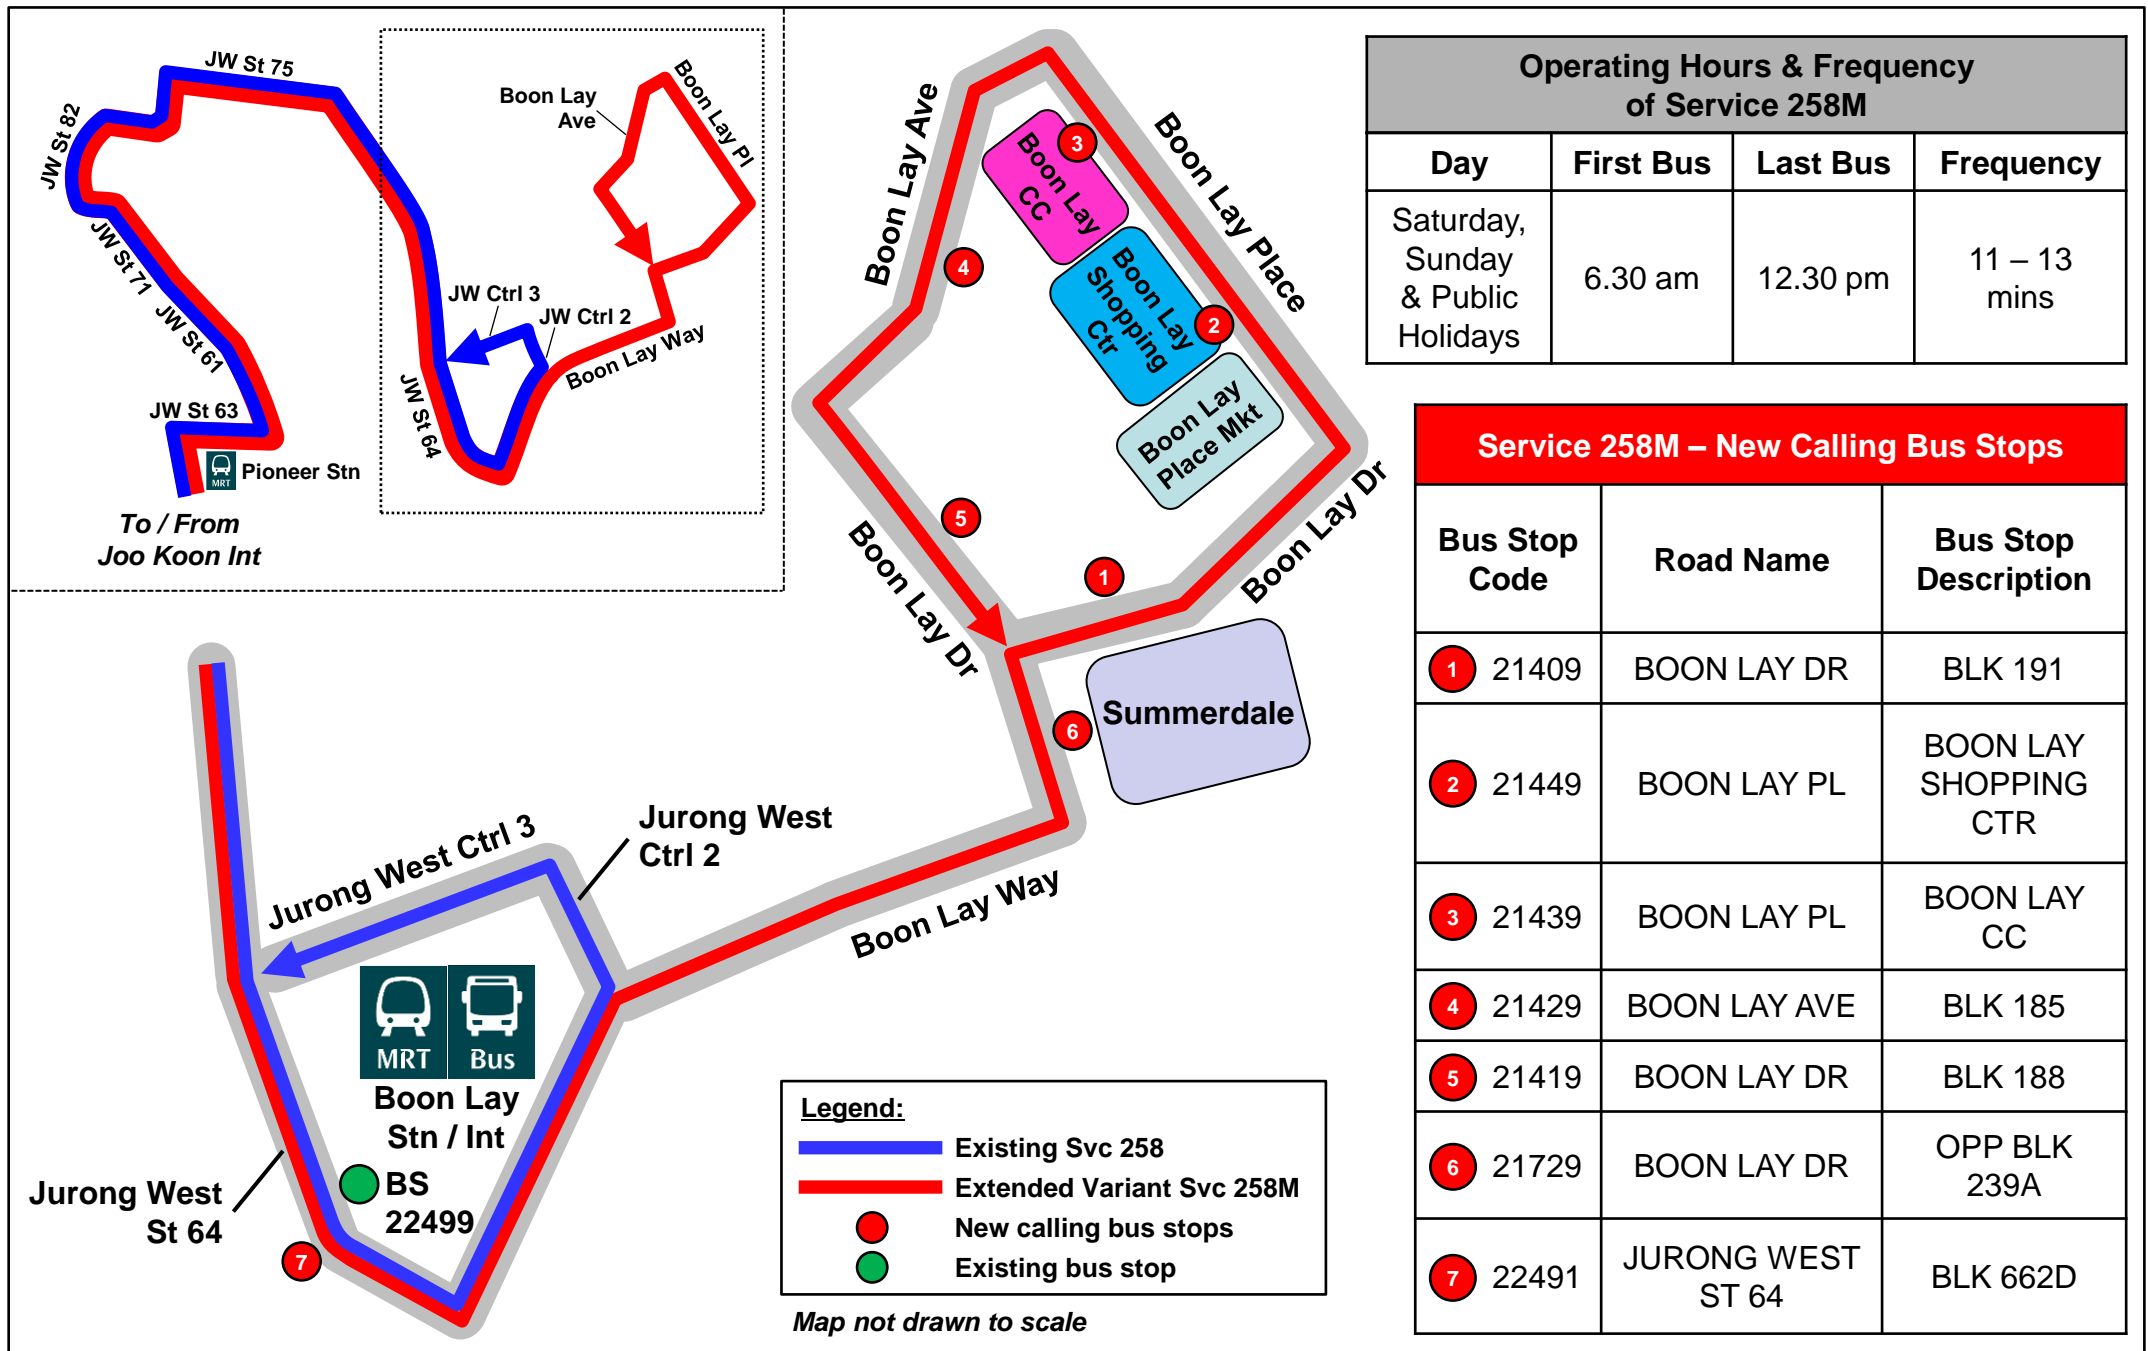 JW St 75
JW St 82
JW St 71
JW St 61
JW St 63
MRT
Pioneer Stn
To / From
Joo Koon Int
Boon Lay
Ave
Boon Lay Pl
JW Ctrl 3
JW Ctrl 2
Boon Lay Way
JW St 64
Boon Lay Ave
Boon Lay Place
3
Boon Lay
CC
4
2
Boon Lay
Shopping
Ctr
Boon Lay
Place Mkt
5
Boon Lay Dr
1
Boon Lay Dr
6
Summerdale
Operating Hours & Frequency
of Service 258M
Day
First Bus
Last Bus
Frequency
Saturday,
Sunday
& Public
Holidays
6.30 am
12.30 pm
11 – 13
mins
Service 258M – New Calling Bus Stops
Bus Stop
Code
Road Name
Bus Stop
Description
1 21409
BOON LAY DR
BLK 191
2 21449
BOON LAY PL
BOON LAY
SHOPPING
CTR
3 21439
BOON LAY PL
BOON LAY
CC
4 21429
BOON LAY AVE
BLK 185
5 21419
BOON LAY DR
BLK 188
6 21729
BOON LAY DR
OPP BLK
239A
7 22491
JURONG WEST
ST 64
BLK 662D
Jurong West Ctrl 3
Jurong West
Ctrl 2
Boon Lay Way
MRT
Bus
Boon Lay
Stn / Int
BS
22499
Jurong West
St 64
7
Legend:
Existing Svc 258
Extended Variant Svc 258M
New calling bus stops
Existing bus stop
Map not drawn to scale